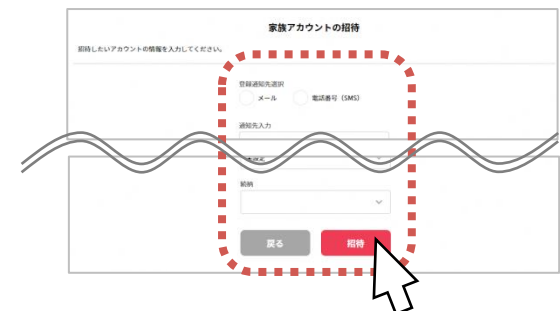 家族アカウントの招待
招待したいアカウントの情報を入力してください。
登録通知先選択
メール 電話番号（SMS）
通知先入力
続柄
戻る 招待